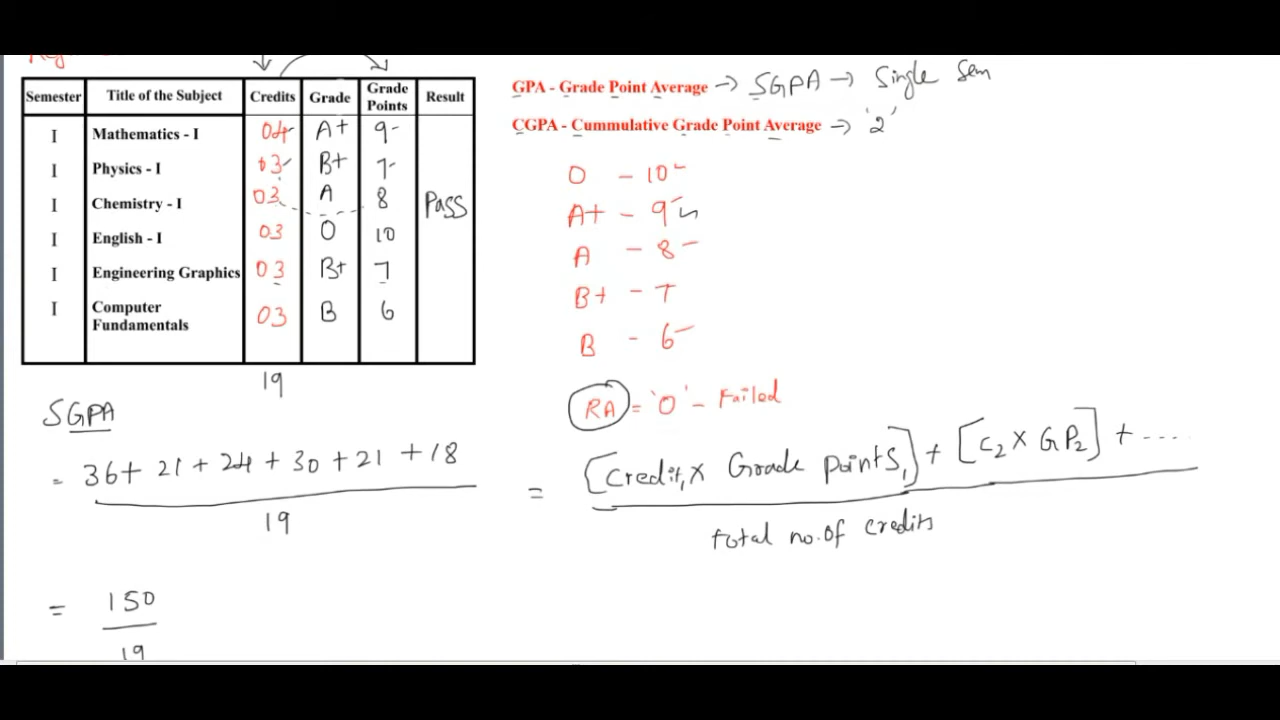 Semester Title of the Subject Credits Grade Grade Points Result
I Mathematics - I 04 A+ 9
I Physics - I 03 B+ 7
I Chemistry - I 03 A 8 Pass
I English - I 03 O 10
I Engineering Graphics 03 B+ 7
I Computer Fundamentals 03 B 6
19
GPA - Grade Point Average → SGPA → Single Sem
CGPA - Cummulative Grade Point Average → '2'
O - 10
A+ - 9
A - 8
B+ - 7
B - 6
RA = '0' - Failed
SGPA
= 36 + 21 + 24 + 30 + 21 + 18
19
= [Credit1 x Grade points1] + [C2 x GP2] + ....
total no. of credits
= 150
19